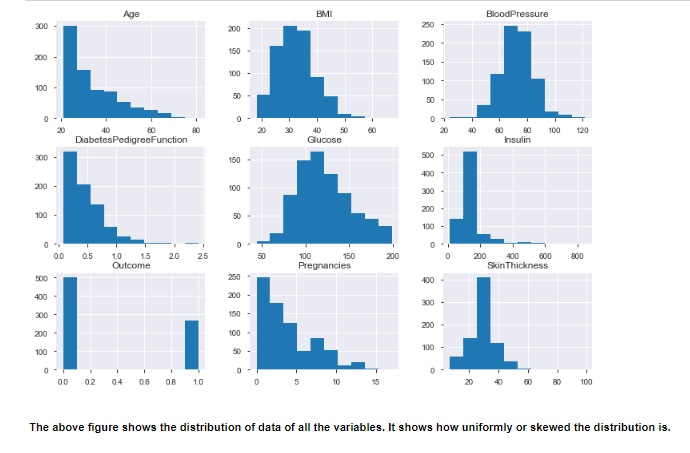 Age BMI BloodPressure
300 200 100 0
20 40 60 80
200 150 100 50 0
20 30 40 50 60
250 200 150 100 50 0
20 40 60 80 100 120
DiabetesPedigreeFunction Glucose Insulin
300 200 100 0
0.0 0.5 1.0 1.5 2.0 2.5
150 100 50 0
50 100 150 200
500 400 300 200 100 0
0 200 400 600 800
Outcome Pregnancies SkinThickness
500 400 300 200 100 0
0.0 0.2 0.4 0.6 0.8 1.0
250 200 150 100 50 0
0 5 10 15
400 300 200 100 0
20 40 60 80 100
The above figure shows the distribution of data of all the variables. It shows how uniformly or skewed the distribution is.